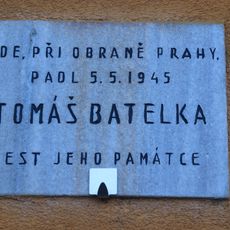 DE, PŘI OBRANĚ PRAHY,
PADL 5.5.1945
TOMÁŠ BATELKA
EST JEHO PAMÁTCE